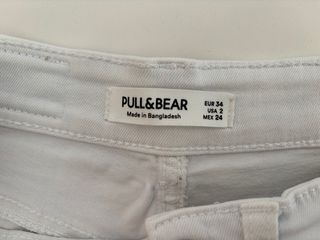 PULL&BEAR
Made in Bangladesh
EUR 34
USA 2
MEX 24